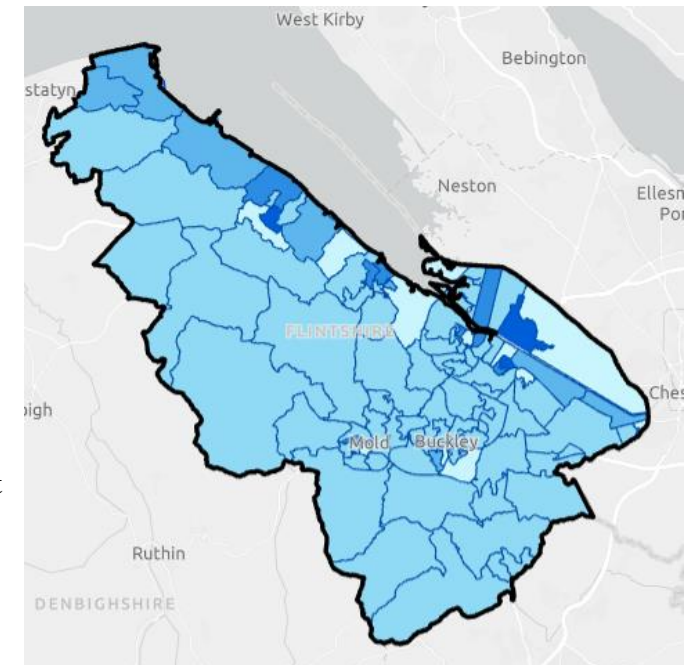 West Kirby
Bebington
statyn
Neston
Ellesm
Por
FLINTSHIRE
Ches
igh
Mold
Buckley
t
Ruthin
DENBIGHSHIRE